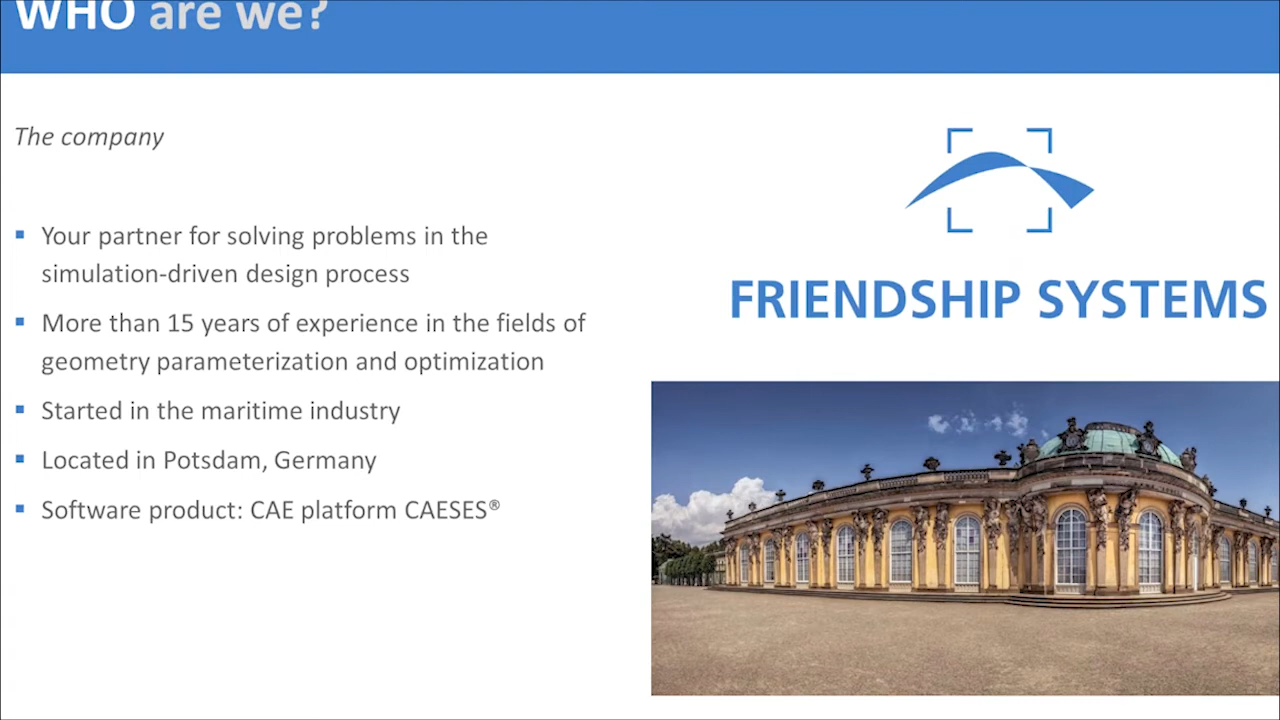 WHO are we?
The company
Your partner for solving problems in the
simulation-driven design process
More than 15 years of experience in the fields of
geometry parameterization and optimization
Started in the maritime industry
Located in Potsdam, Germany
Software product: CAE platform CAESES®
FRIENDSHIP SYSTEMS